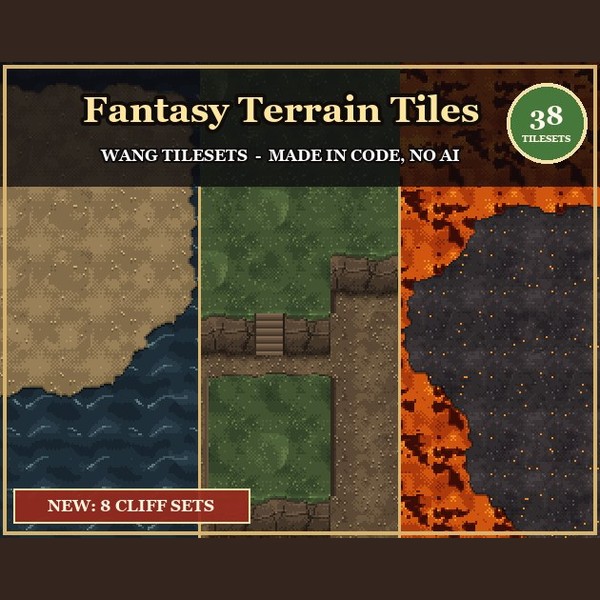 Fantasy Terrain Tiles
38
TILESETS
WANG TILESETS - MADE IN CODE, NO AI
NEW: 8 CLIFF SETS